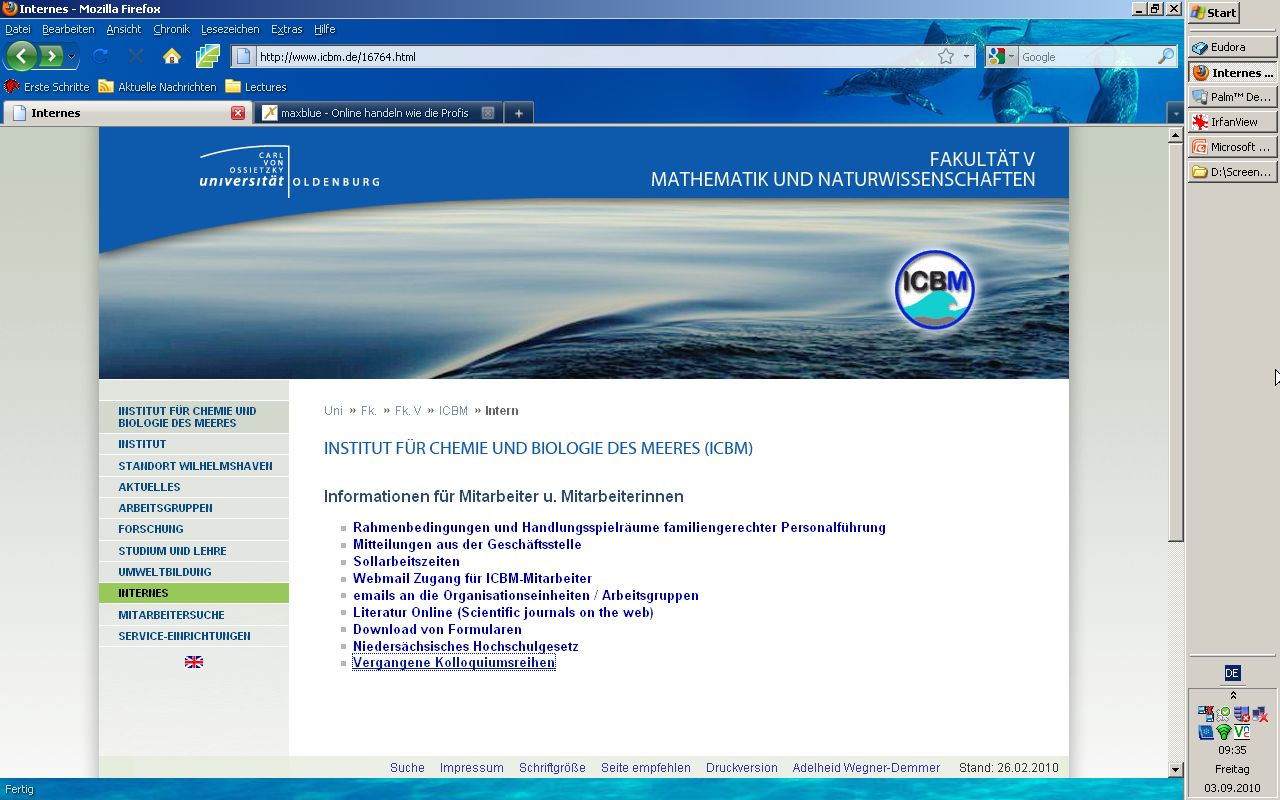 Internes - Mozilla Firefox
Datei Bearbeiten Ansicht Chronik Lesezeichen Extras Hilfe
http://www.icbm.de/16764.html
Google
Erste Schritte Aktuelle Nachrichten Lectures
Internes
maxblue - Online handeln wie die Profis
CARL
VON
OSSIETZKY
universität OLDENBURG
FAKULTÄT V
MATHEMATIK UND NATURWISSENSCHAFTEN
ICBM
INSTITUT FÜR CHEMIE UND
BIOLOGIE DES MEERES
INSTITUT
STANDORT WILHELMSHAVEN
AKTUELLES
ARBEITSGRUPPEN
FORSCHUNG
STUDIUM UND LEHRE
UMWELTBILDUNG
INTERNES
MITARBEITERSUCHE
SERVICE-EINRICHTUNGEN
Uni » Fk. » Fk. V » ICBM » Intern
INSTITUT FÜR CHEMIE UND BIOLOGIE DES MEERES (ICBM)
Informationen für Mitarbeiter u. Mitarbeiterinnen
Rahmenbedingungen und Handlungsspielräume familiengerechter Personalführung
Mitteilungen aus der Geschäftsstelle
Sollarbeitszeiten
Webmail Zugang für ICBM-Mitarbeiter
emails an die Organisationseinheiten / Arbeitsgruppen
Literatur Online (Scientific journals on the web)
Download von Formularen
Niedersächsisches Hochschulgesetz
Vergangene Kolloquiumsreihen
Suche Impressum Schriftgröße Seite empfehlen Druckversion Adelheid Wegner-Demmer Stand: 26.02.2010
Fertig
Start
Eudora
Internes ...
Palm™ De...
IrfanView
Microsoft ...
D:\Screen...
DE
09:35
Freitag
03.09.2010